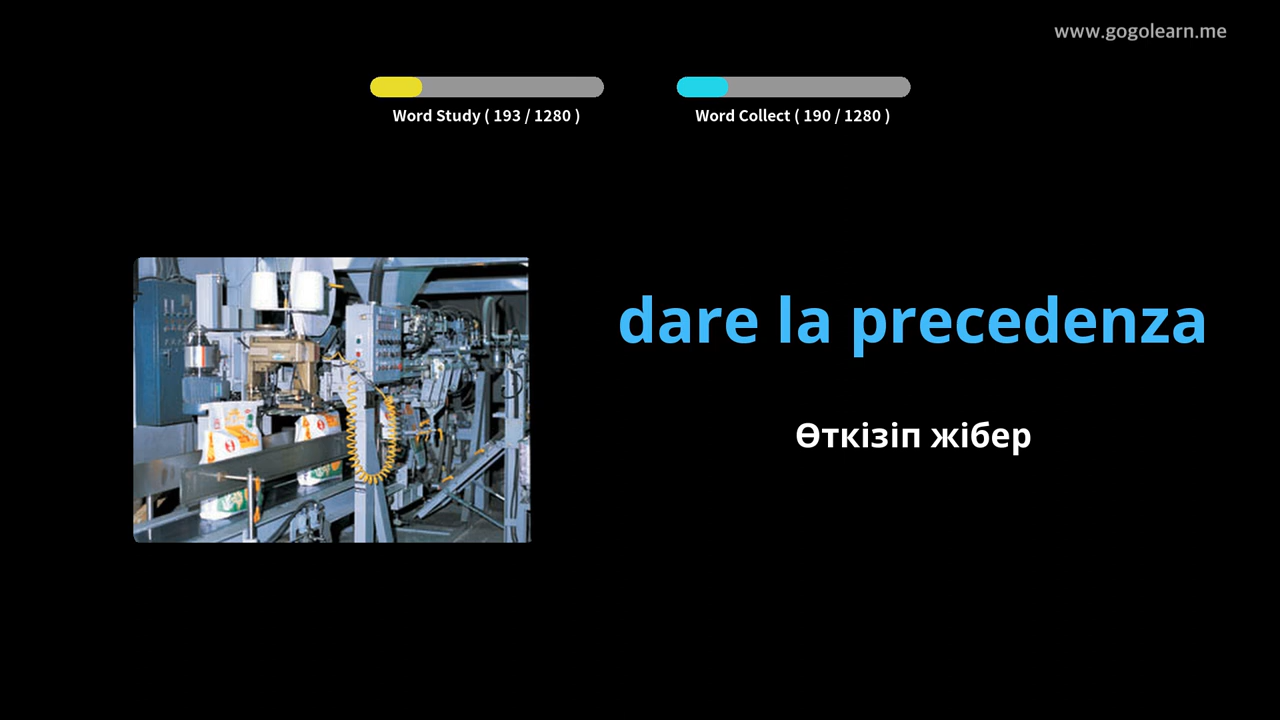 www.gogolearn.me
Word Study ( 193 / 1280 )
Word Collect ( 190 / 1280 )
dare la precedenza
Өткізіп жібер